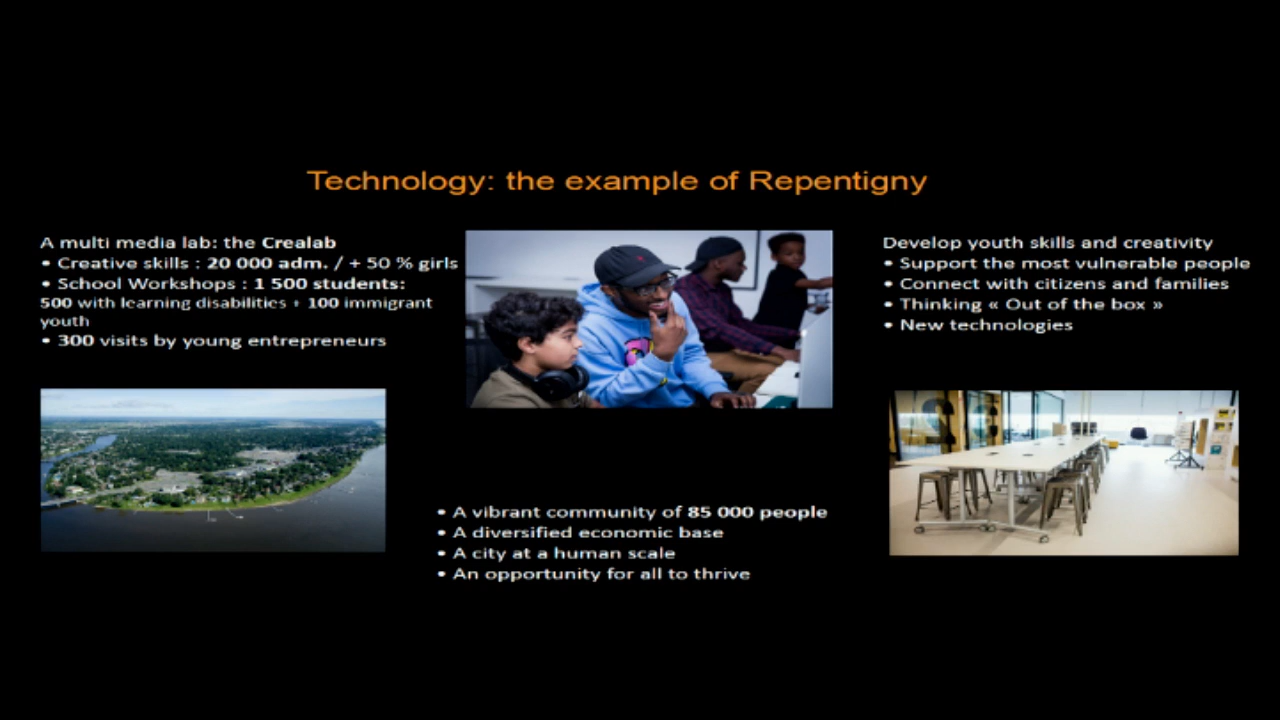 Technology: the example of Repentigny
A multi media lab: the Crealab
• Creative skills : 20 000 adm. / + 50 % girls
• School Workshops : 1 500 students:
500 with learning disabilities + 100 immigrant
youth
• 300 visits by young entrepreneurs
Develop youth skills and creativity
• Support the most vulnerable people
• Connect with citizens and families
• Thinking « Out of the box »
• New technologies
• A vibrant community of 85 000 people
• A diversified economic base
• A city at a human scale
• An opportunity for all to thrive